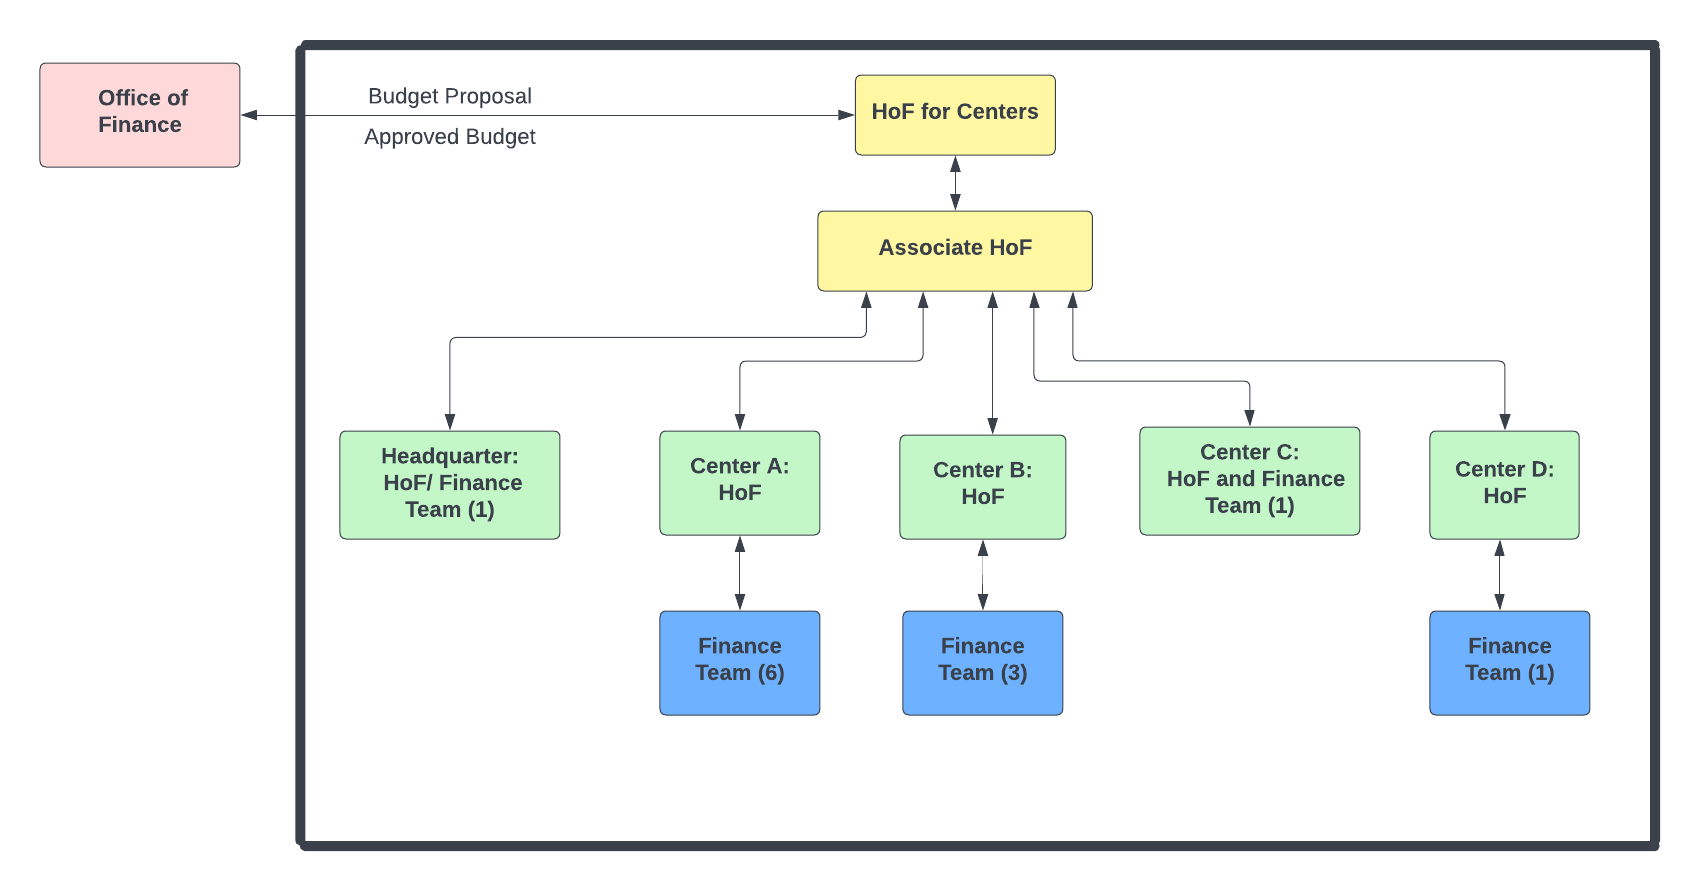 Office of
Finance
Budget Proposal
Approved Budget
HoF for Centers
Associate HoF
Headquarter:
HoF/ Finance
Team (1)
Center A:
HoF
Center B:
HoF
Center C:
HoF and Finance
Team (1)
Center D:
HoF
Finance
Team (6)
Finance
Team (3)
Finance
Team (1)